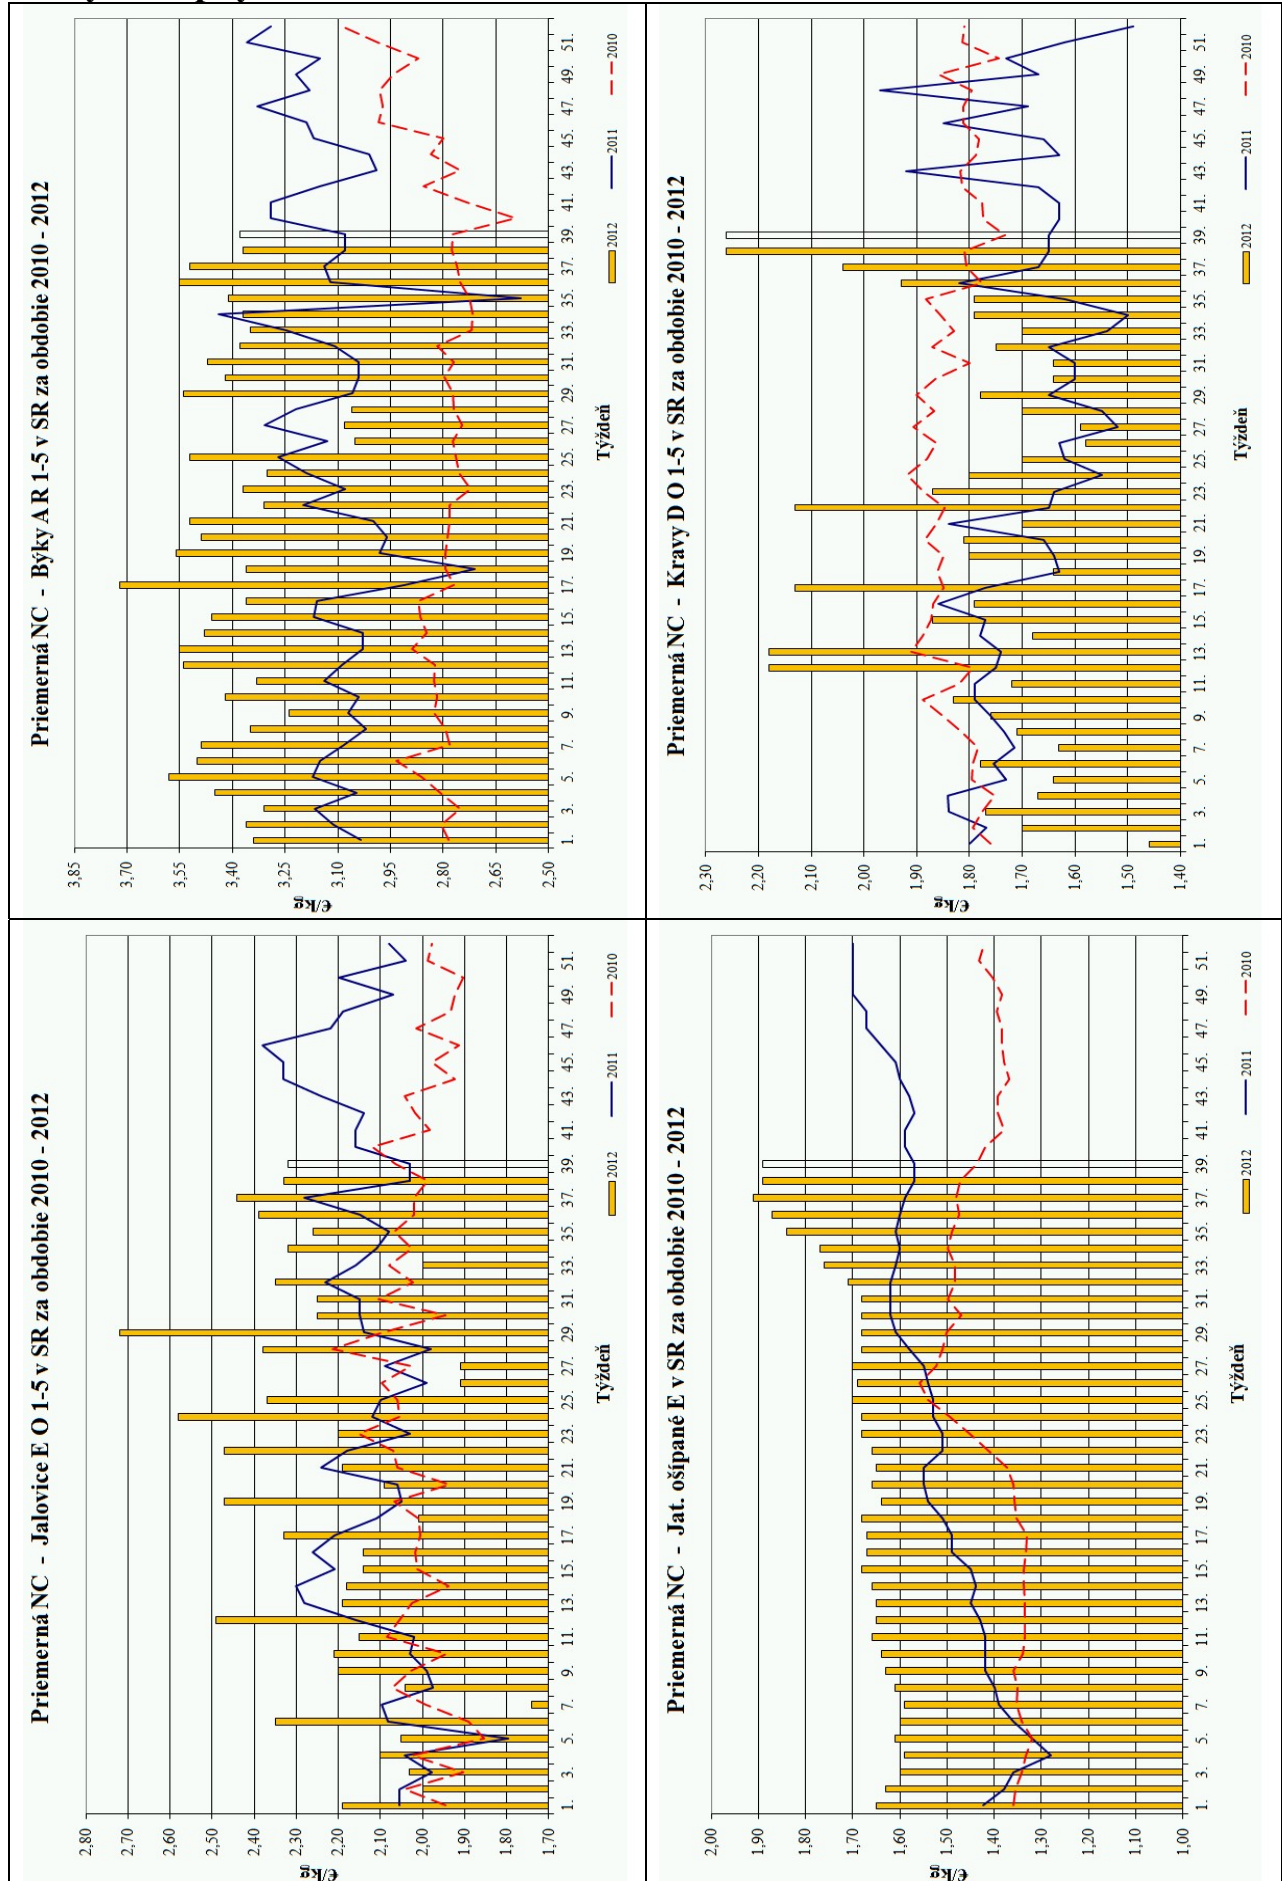 Priemerná NC - Jalovice E O 1-5 v SR za obdobie 2010 - 2012
€/kg
2,80
2,70
2,60
2,50
2,40
2,30
2,20
2,10
2,00
1,90
1,80
1,70
1. 3. 5. 7. 9. 11. 13. 15. 17. 19. 21. 23. 25. 27. 29. 31. 33. 35. 37. 39. 41. 43. 45. 47. 49. 51.
Týždeň
2012 2011 2010
Priemerná NC - Býky A R 1-5 v SR za obdobie 2010 - 2012
€/kg
3,85
3,70
3,55
3,40
3,25
3,10
2,95
2,80
2,65
2,50
1. 3. 5. 7. 9. 11. 13. 15. 17. 19. 21. 23. 25. 27. 29. 31. 33. 35. 37. 39. 41. 43. 45. 47. 49. 51.
Týždeň
2012 2011 2010
Priemerná NC - Jat. ošípané E v SR za obdobie 2010 - 2012
€/kg
2,00
1,90
1,80
1,70
1,60
1,50
1,40
1,30
1,20
1,10
1,00
1. 3. 5. 7. 9. 11. 13. 15. 17. 19. 21. 23. 25. 27. 29. 31. 33. 35. 37. 39. 41. 43. 45. 47. 49. 51.
Týždeň
2012 2011 2010
Priemerná NC - Kravy D O 1-5 v SR za obdobie 2010 - 2012
€/kg
2,30
2,20
2,10
2,00
1,90
1,80
1,70
1,60
1,50
1,40
1. 3. 5. 7. 9. 11. 13. 15. 17. 19. 21. 23. 25. 27. 29. 31. 33. 35. 37. 39. 41. 43. 45. 47. 49. 51.
Týždeň
2012 2011 2010